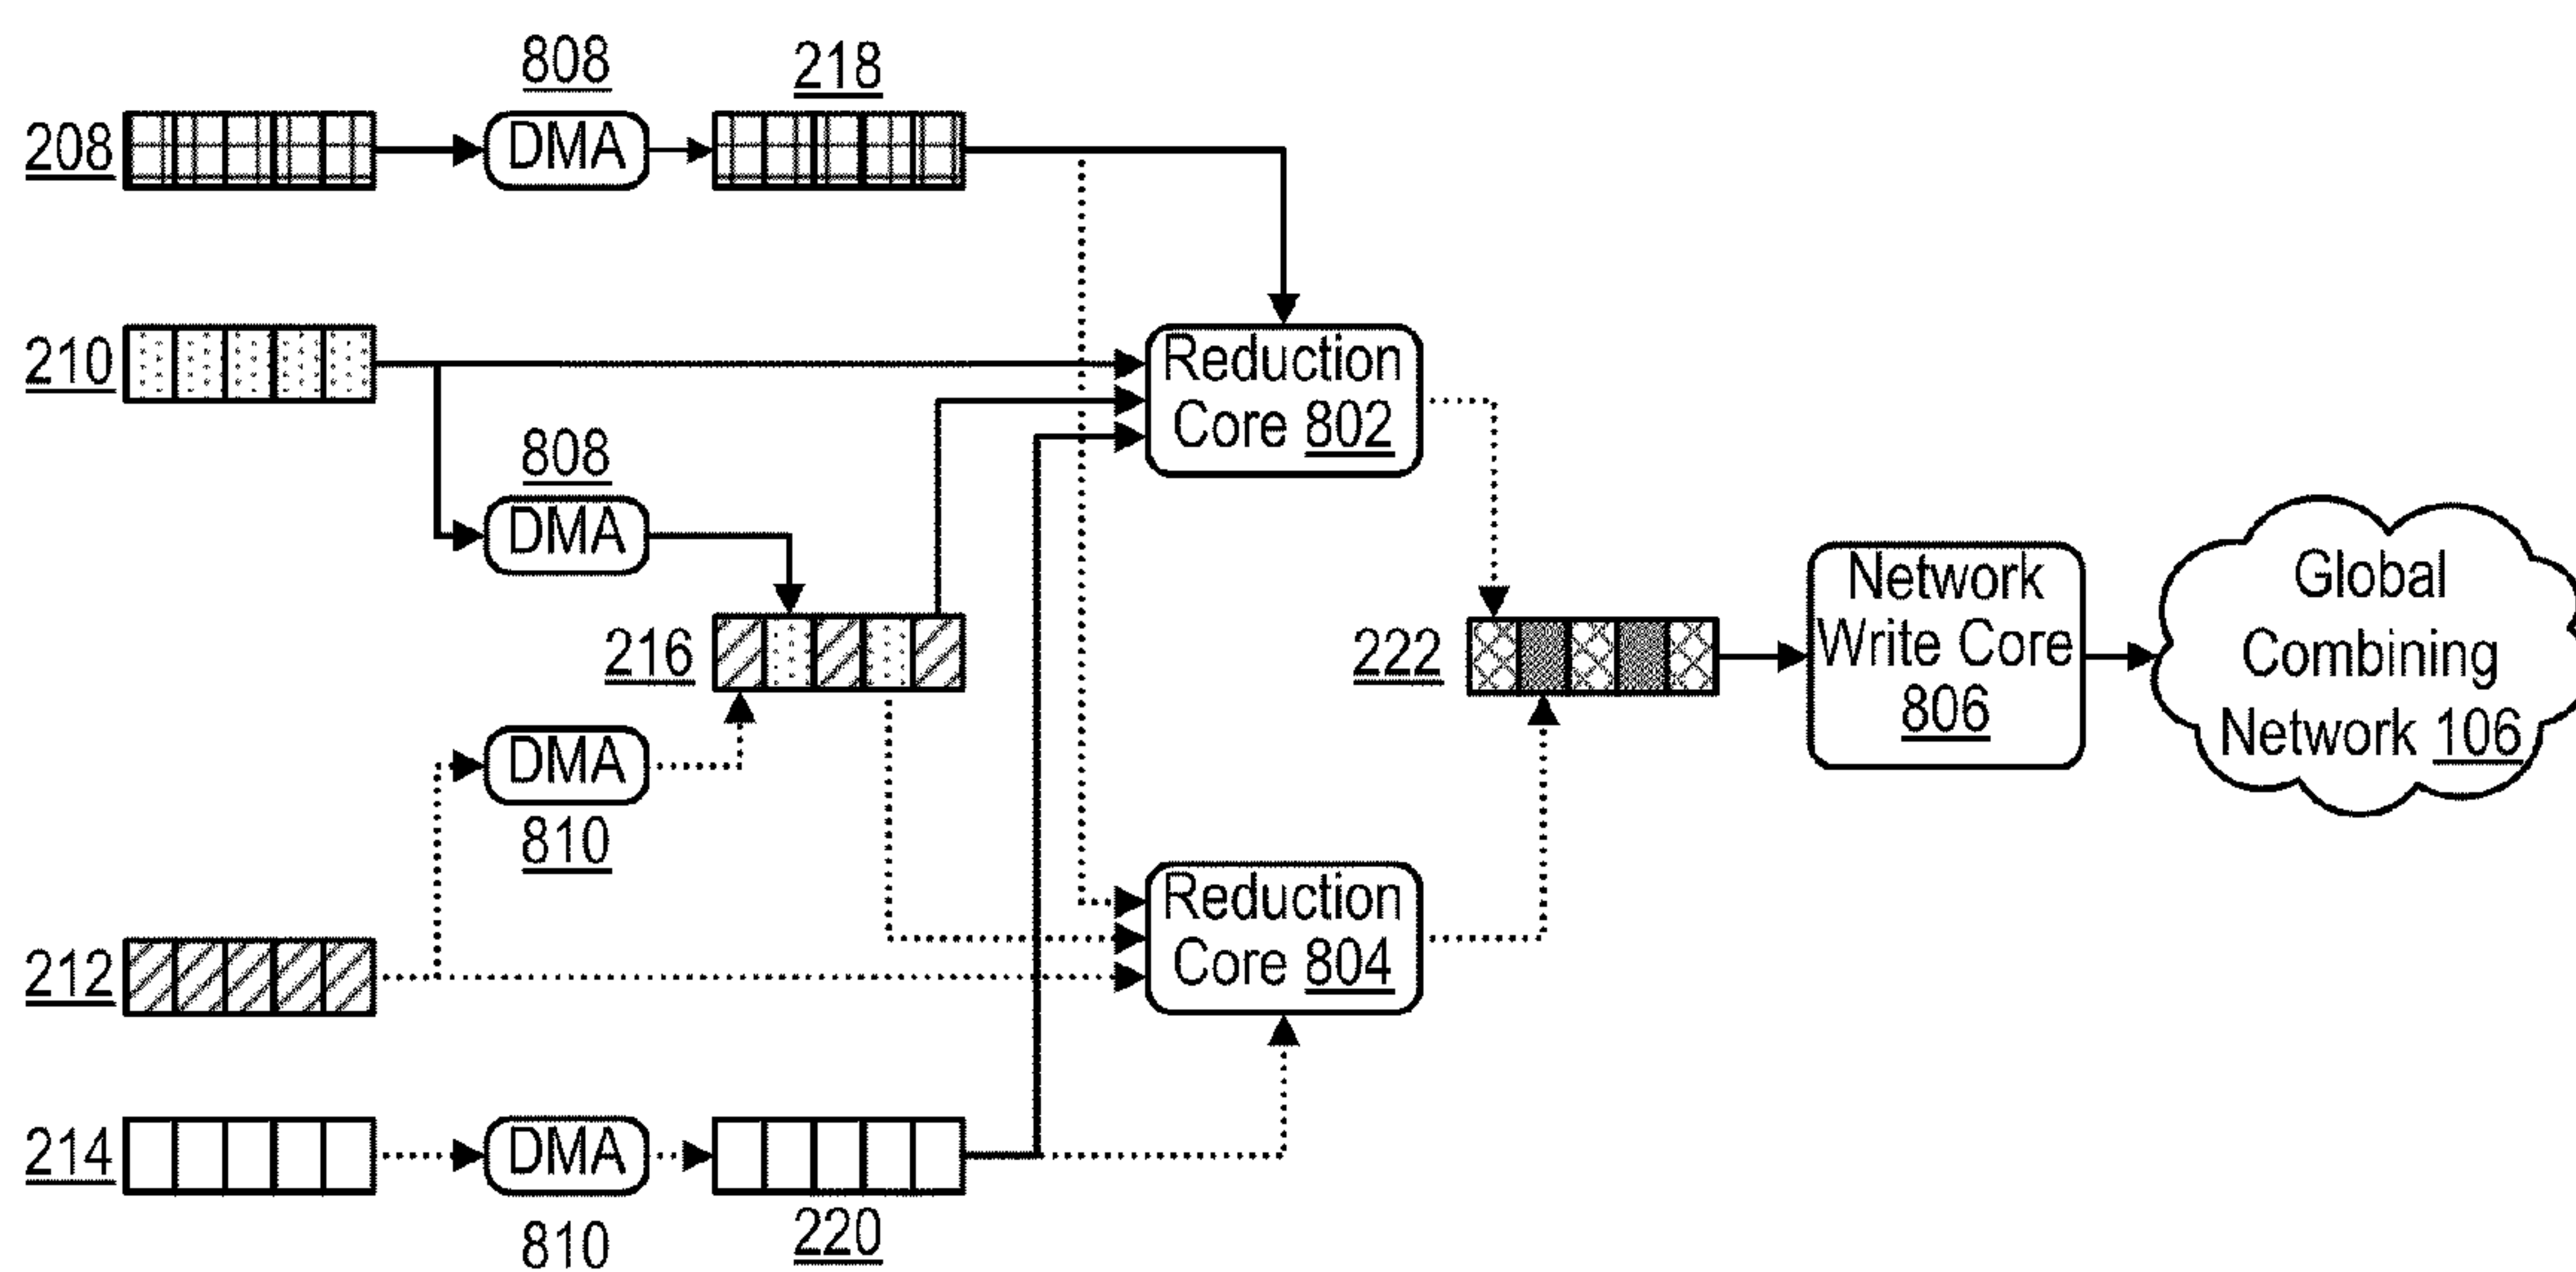 808
218
208
DMA
210
Reduction
Core 802
808
DMA
216
222
Network
Write Core
806
Global
Combining
Network 106
DMA
810
Reduction
Core 804
212
214
DMA
810
220